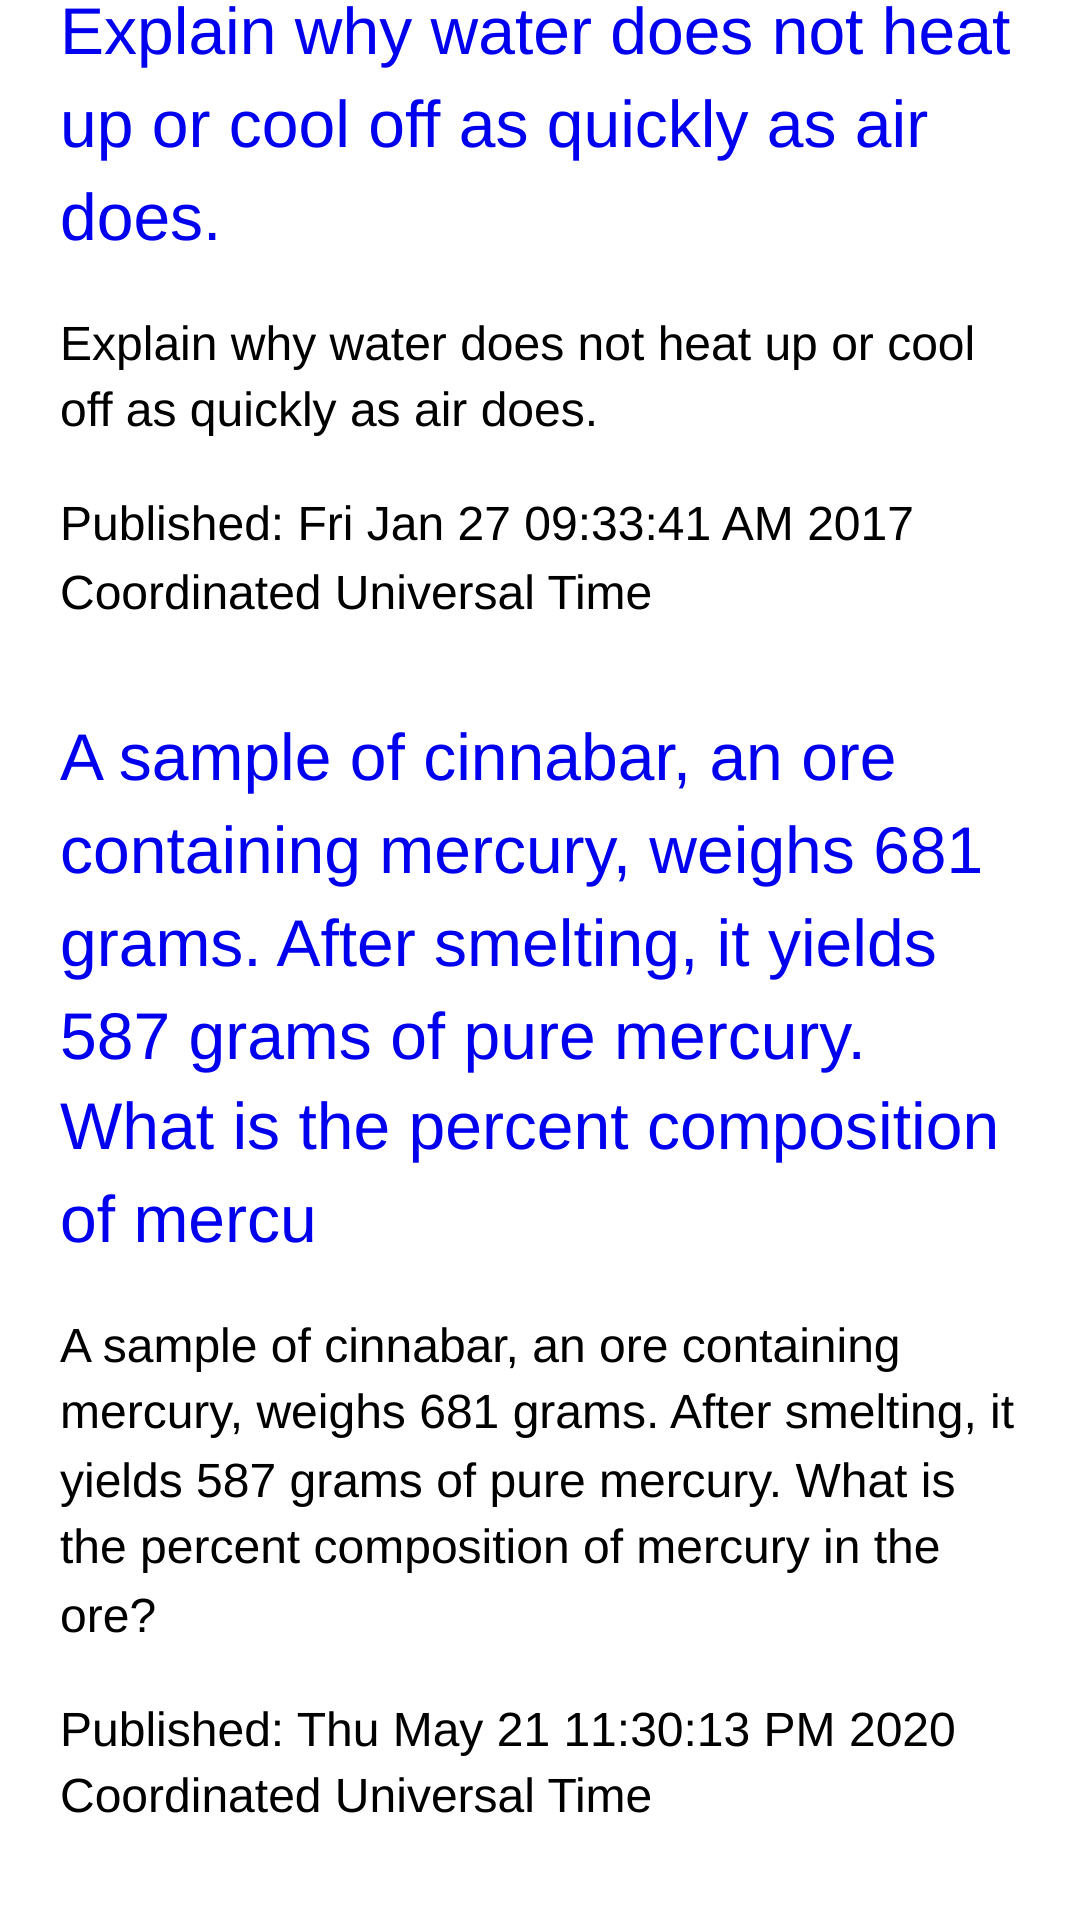 Explain why water does not heat
up or cool off as quickly as air
does.
Explain why water does not heat up or cool
off as quickly as air does.
Published: Fri Jan 27 09:33:41 AM 2017
Coordinated Universal Time
A sample of cinnabar, an ore
containing mercury, weighs 681
grams. After smelting, it yields
587 grams of pure mercury.
What is the percent composition
of mercu
A sample of cinnabar, an ore containing
mercury, weighs 681 grams. After smelting, it
yields 587 grams of pure mercury. What is
the percent composition of mercury in the
ore?
Published: Thu May 21 11:30:13 PM 2020
Coordinated Universal Time